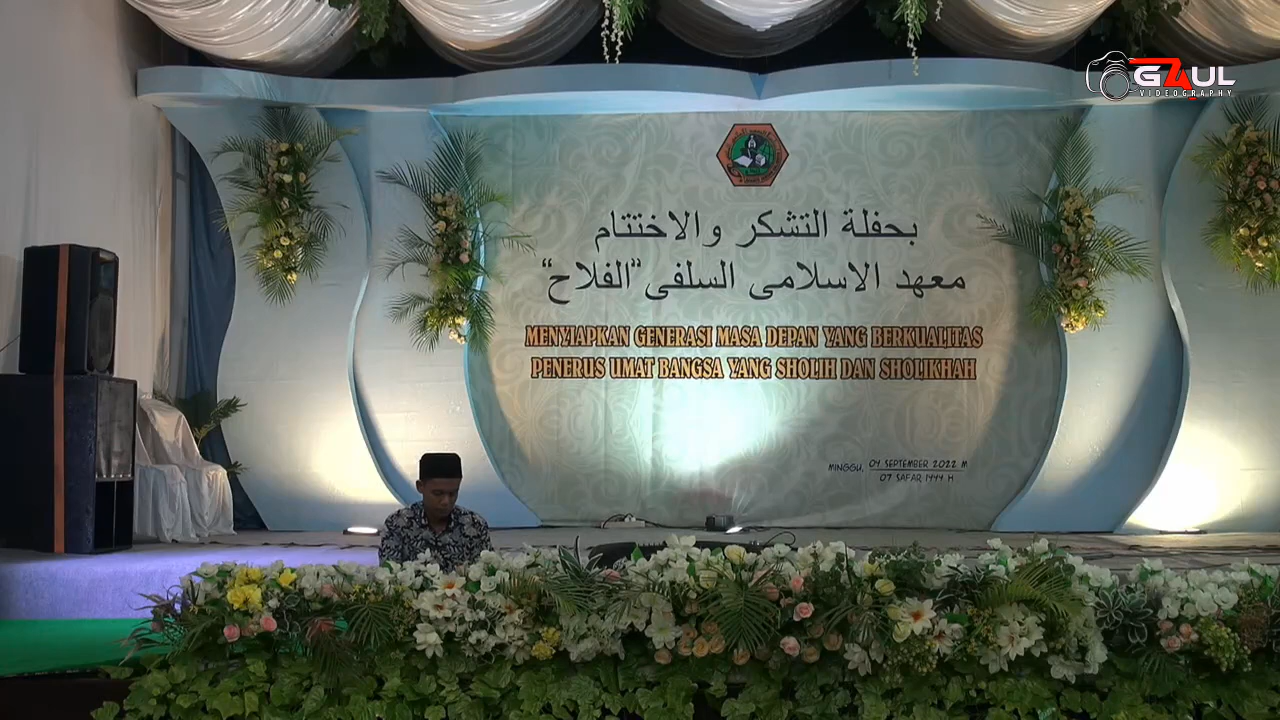 GZAUL
VIDEOGRAPHY
بحفلة التشكر والاختتام
معهد الاسلامى السلفى "الفلاح"
MENYIAPKAN GENERASI MASA DEPAN YANG BERKUALITAS
PENERUS UMAT BANGSA YANG SHOLIH DAN SHOLIKHAH
MINGGU, 04 SEPTEMBER 2022 M
07 SAFAR 1444 H